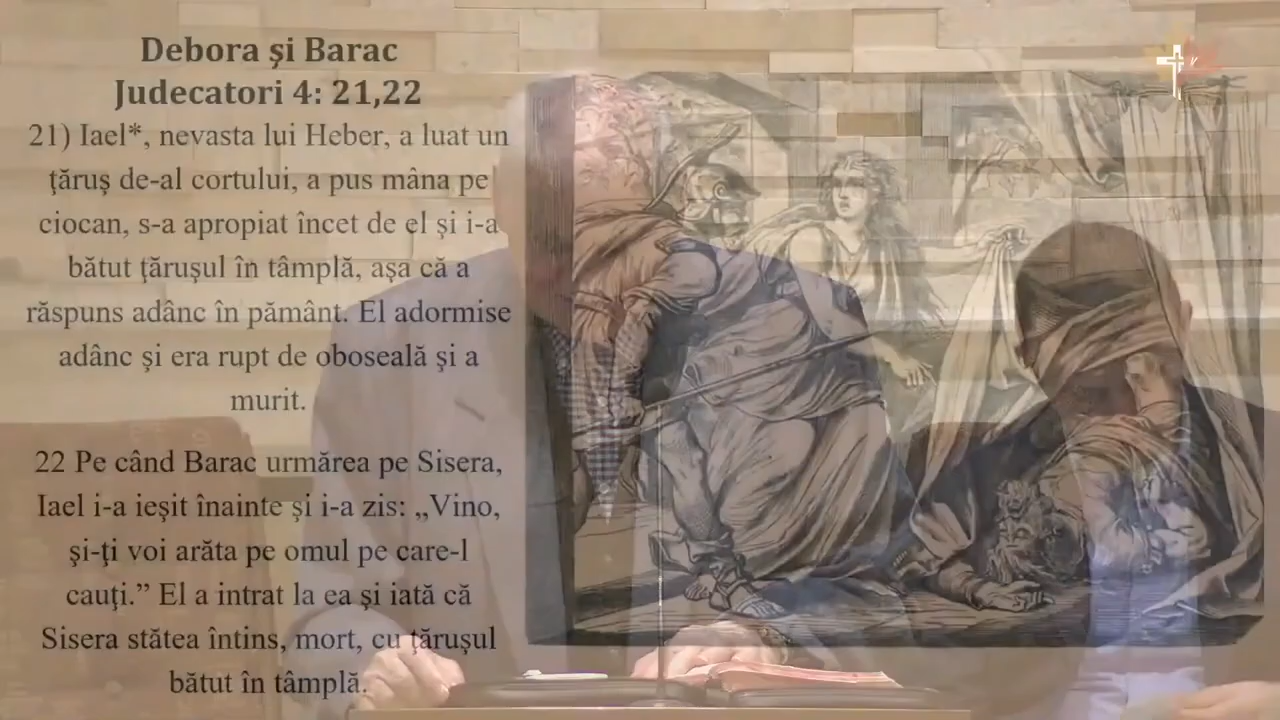 Debora şi Barac
Judecatori 4: 21,22
21) Iael*, nevasta lui Heber, a luat un
ţăruş de-al cortului, a pus mâna pe
ciocan, s-a apropiat încet de el şi i-a
bătut ţăruşul în tâmplă, aşa că a
răspuns adânc în pământ. El adormise
adânc şi era rupt de oboseală şi a
murit.
22 Pe când Barac urmărea pe Sisera,
Iael i-a ieşit înainte şi i-a zis: „Vino,
şi-ţi voi arăta pe omul pe care-l
cauţi.” El a intrat la ea şi iată că
Sisera stătea întins, mort, cu ţăruşul
bătut în tâmplă.